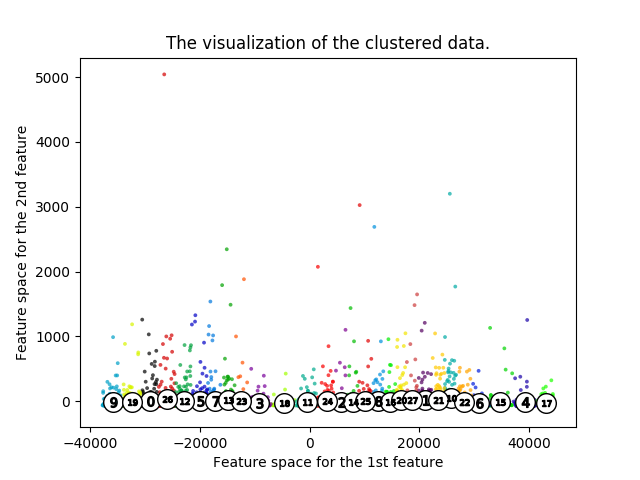 The visualization of the clustered data.
Feature space for the 2nd feature
5000
4000
3000
2000
1000
0
9 19 0 26 12 5 7 13 23 3 18 11 24 2 14 25 8 16 20 27 1 21 10 22 6 15 4 17
−40000 −20000 0 20000 40000
Feature space for the 1st feature